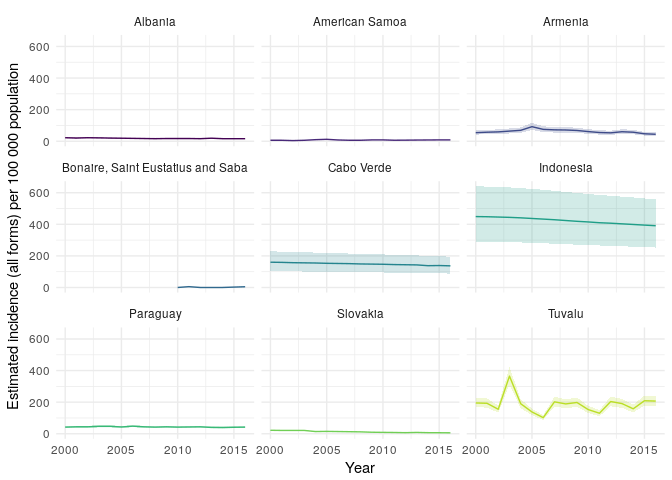 Albania
American Samoa
Armenia
600
400
200
0
Bonaire, Saint Eustatius and Saba
Cabo Verde
Indonesia
600
400
200
0
Paraguay
Slovakia
Tuvalu
600
400
200
0
2000 2005 2010 2015
2000 2005 2010 2015
2000 2005 2010 2015
Year
Estimated incidence (all forms) per 100 000 population